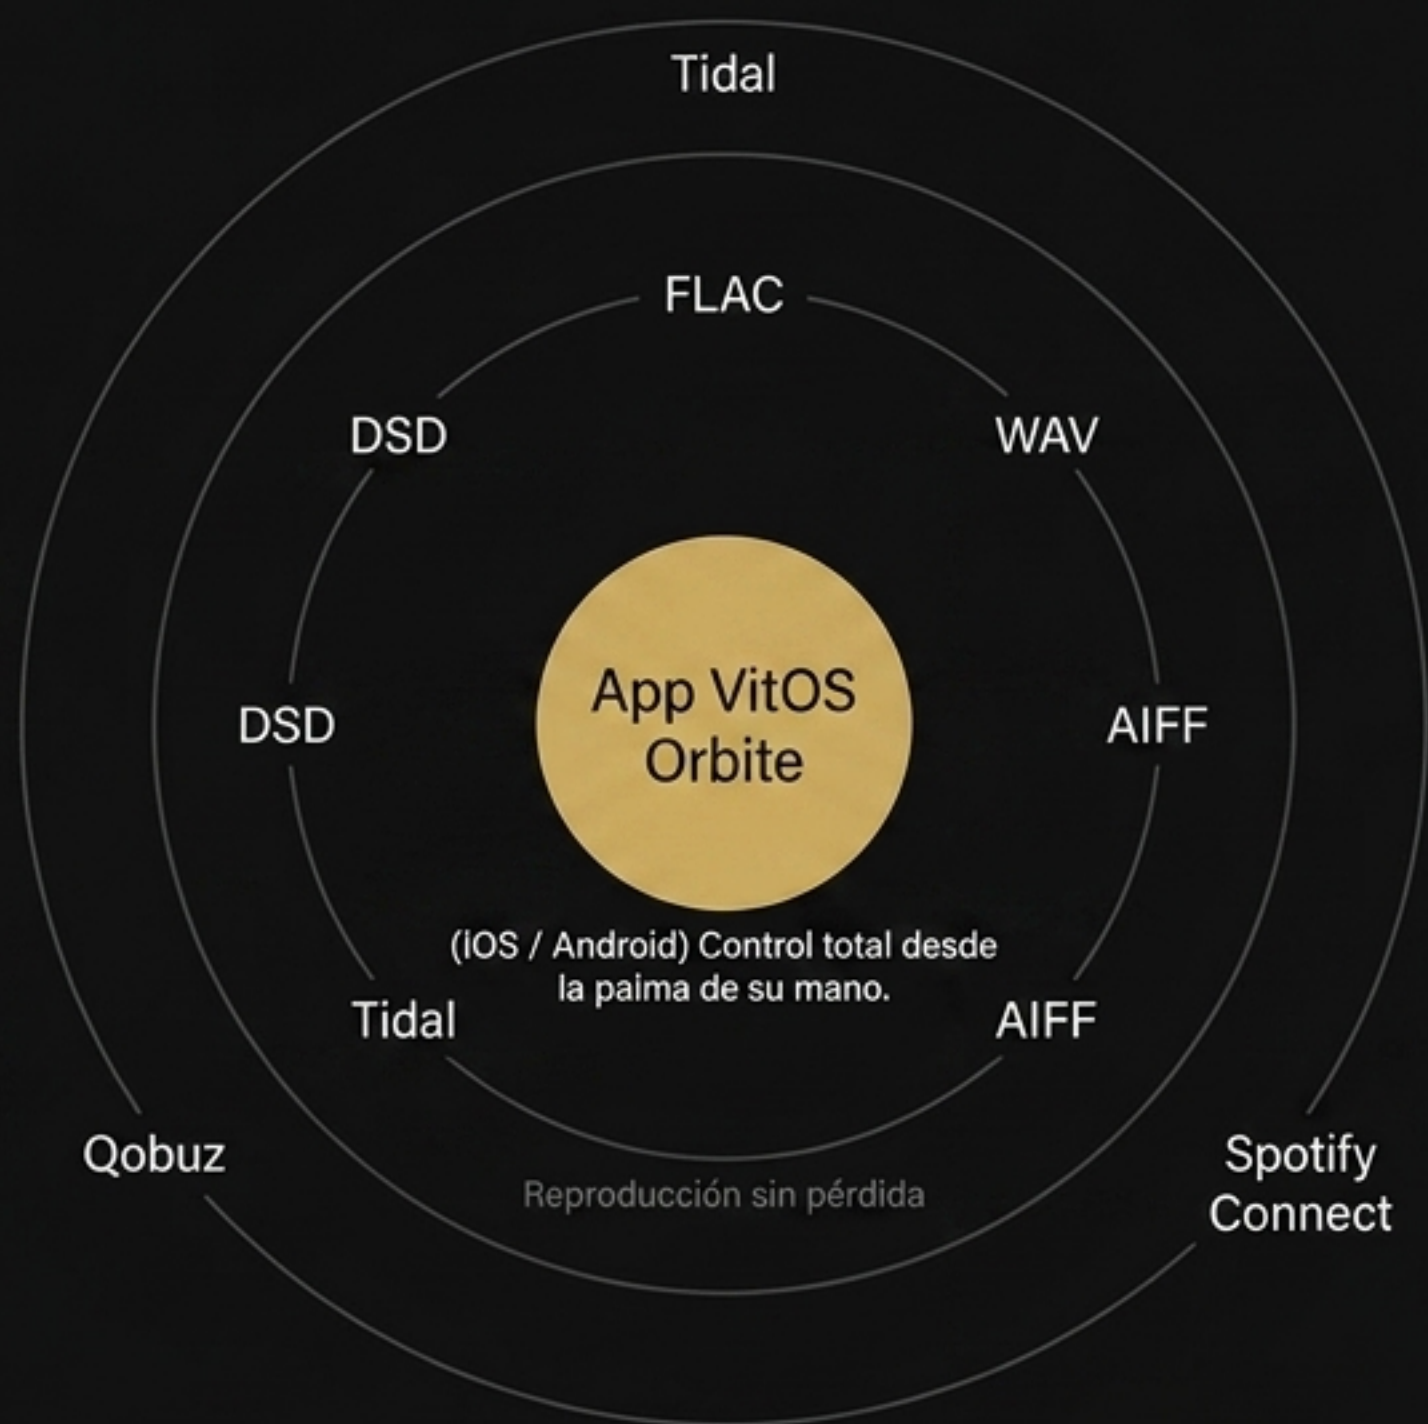 Tidal
FLAC
DSD
WAV
App VitOS
Orbite
DSD
AIFF
(iOS / Android) Control total desde
la paima de su mano.
Tidal
AIFF
Qobuz
Spotify
Connect
Reproducción sin pérdida